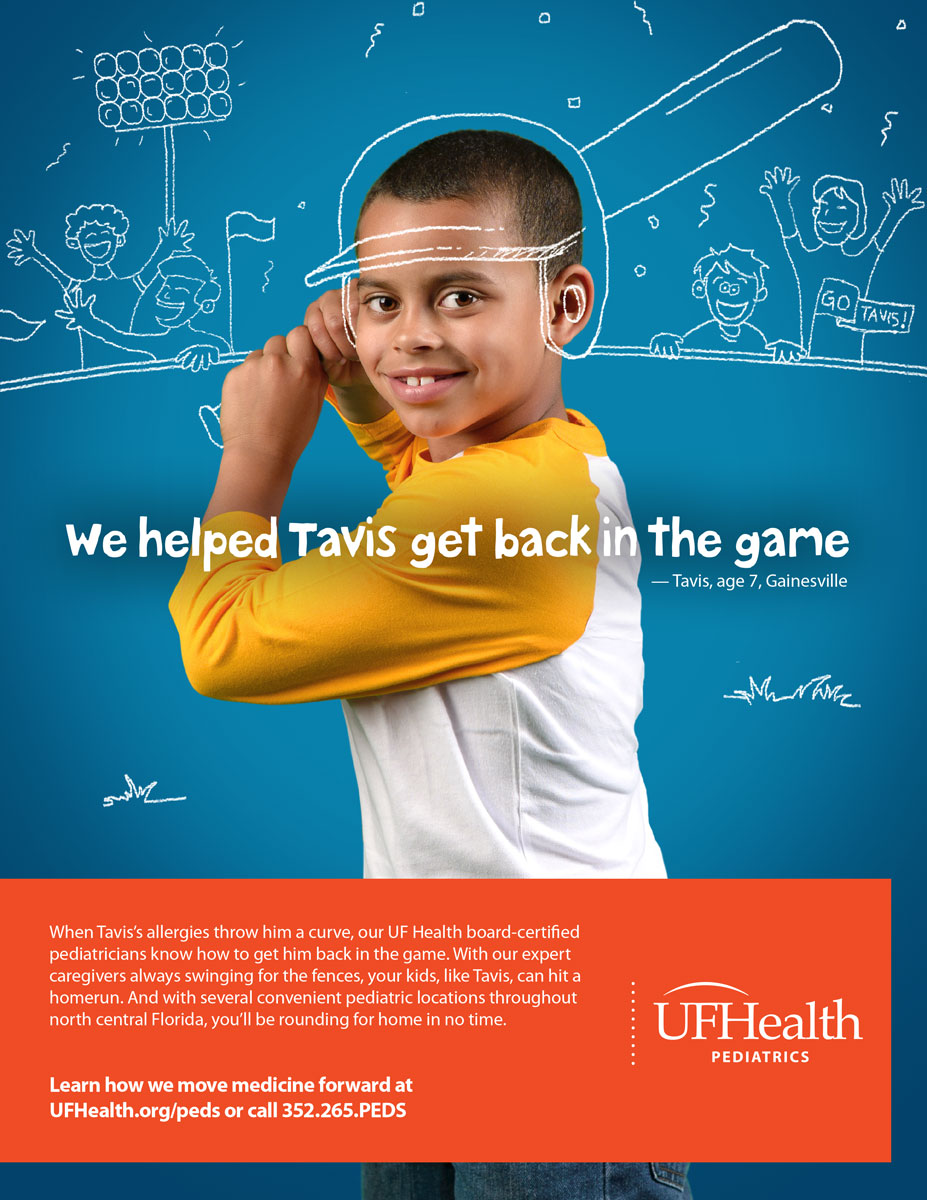 GO
TAVIS!
We helped Tavis get back in the game
— Tavis, age 7, Gainesville
When Tavis's allergies throw him a curve, our UF Health board-certified
pediatricians know how to get him back in the game. With our expert
caregivers always swinging for the fences, your kids, like Tavis, can hit a
homerun. And with several convenient pediatric locations throughout
north central Florida, you'll be rounding for home in no time.
Learn how we move medicine forward at
UFHealth.org/peds or call 352.265.PEDS
UFHealth
PEDIATRICS